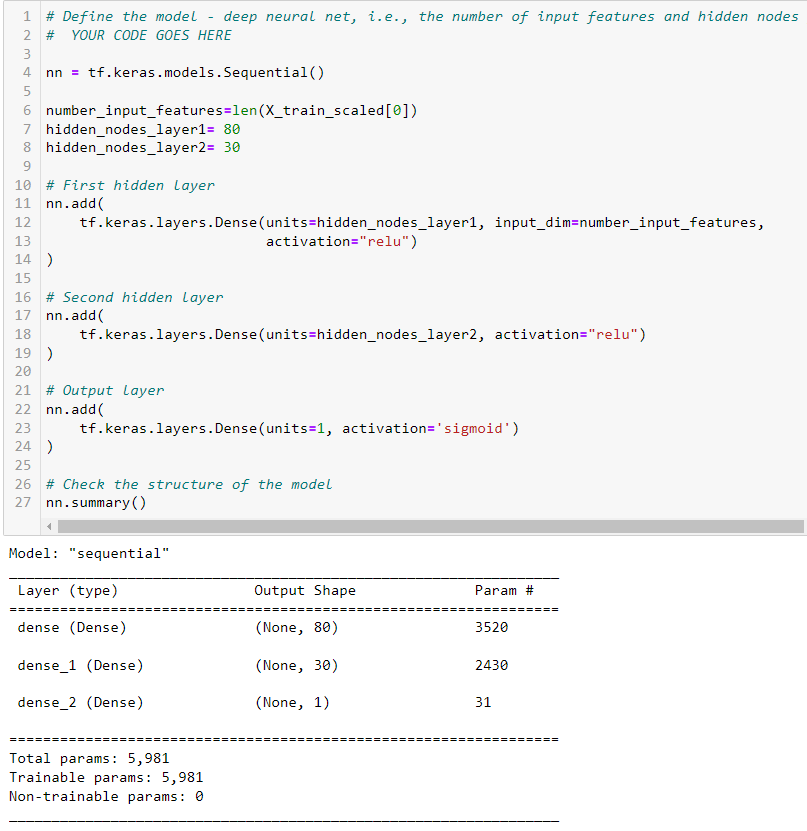 1 # Define the model - deep neural net, i.e., the number of input features and hidden nodes
2 #  YOUR CODE GOES HERE
3
4 nn = tf.keras.models.Sequential()
5
6 number_input_features=len(X_train_scaled[0])
7 hidden_nodes_layer1= 80
8 hidden_nodes_layer2= 30
9
10 # First hidden layer
11 nn.add(
12     tf.keras.layers.Dense(units=hidden_nodes_layer1, input_dim=number_input_features,
13                           activation="relu")
14 )
15
16 # Second hidden layer
17 nn.add(
18     tf.keras.layers.Dense(units=hidden_nodes_layer2, activation="relu")
19 )
20
21 # Output layer
22 nn.add(
23     tf.keras.layers.Dense(units=1, activation='sigmoid')
24 )
25
26 # Check the structure of the model
27 nn.summary()
Model: "sequential"
_________________________________________________________________
Layer (type)                Output Shape              Param #
=================================================================
dense (Dense)               (None, 80)                3520
dense_1 (Dense)             (None, 30)                2430
dense_2 (Dense)             (None, 1)                 31
=================================================================
Total params: 5,981
Trainable params: 5,981
Non-trainable params: 0
_________________________________________________________________